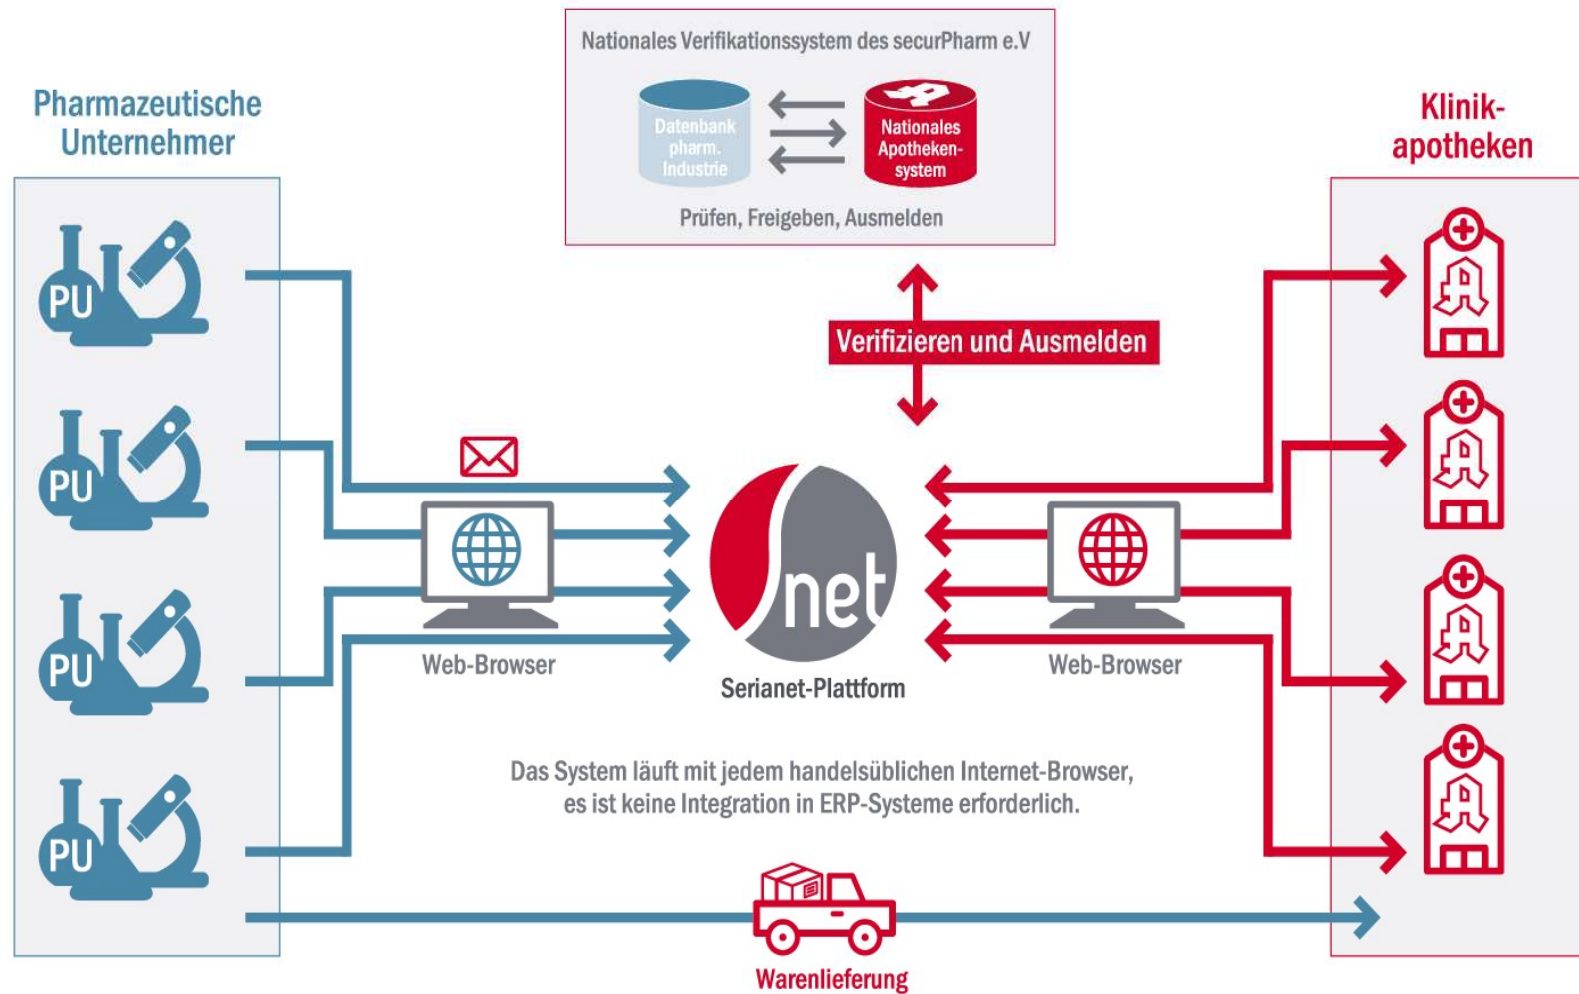 Nationales Verifikationssystem des securPharm e.V
Datenbank
pharm.
Industrie
Nationales
Apotheken-
system
Prüfen, Freigeben, Ausmelden
Pharmazeutische
Unternehmer
Klinik-
apotheken
PU
PU
PU
PU
Verifizieren und Ausmelden
A
A
A
A
net
Web-Browser
Web-Browser
Serianet-Plattform
Das System läuft mit jedem handelsüblichen Internet-Browser,
es ist keine Integration in ERP-Systeme erforderlich.
Warenlieferung